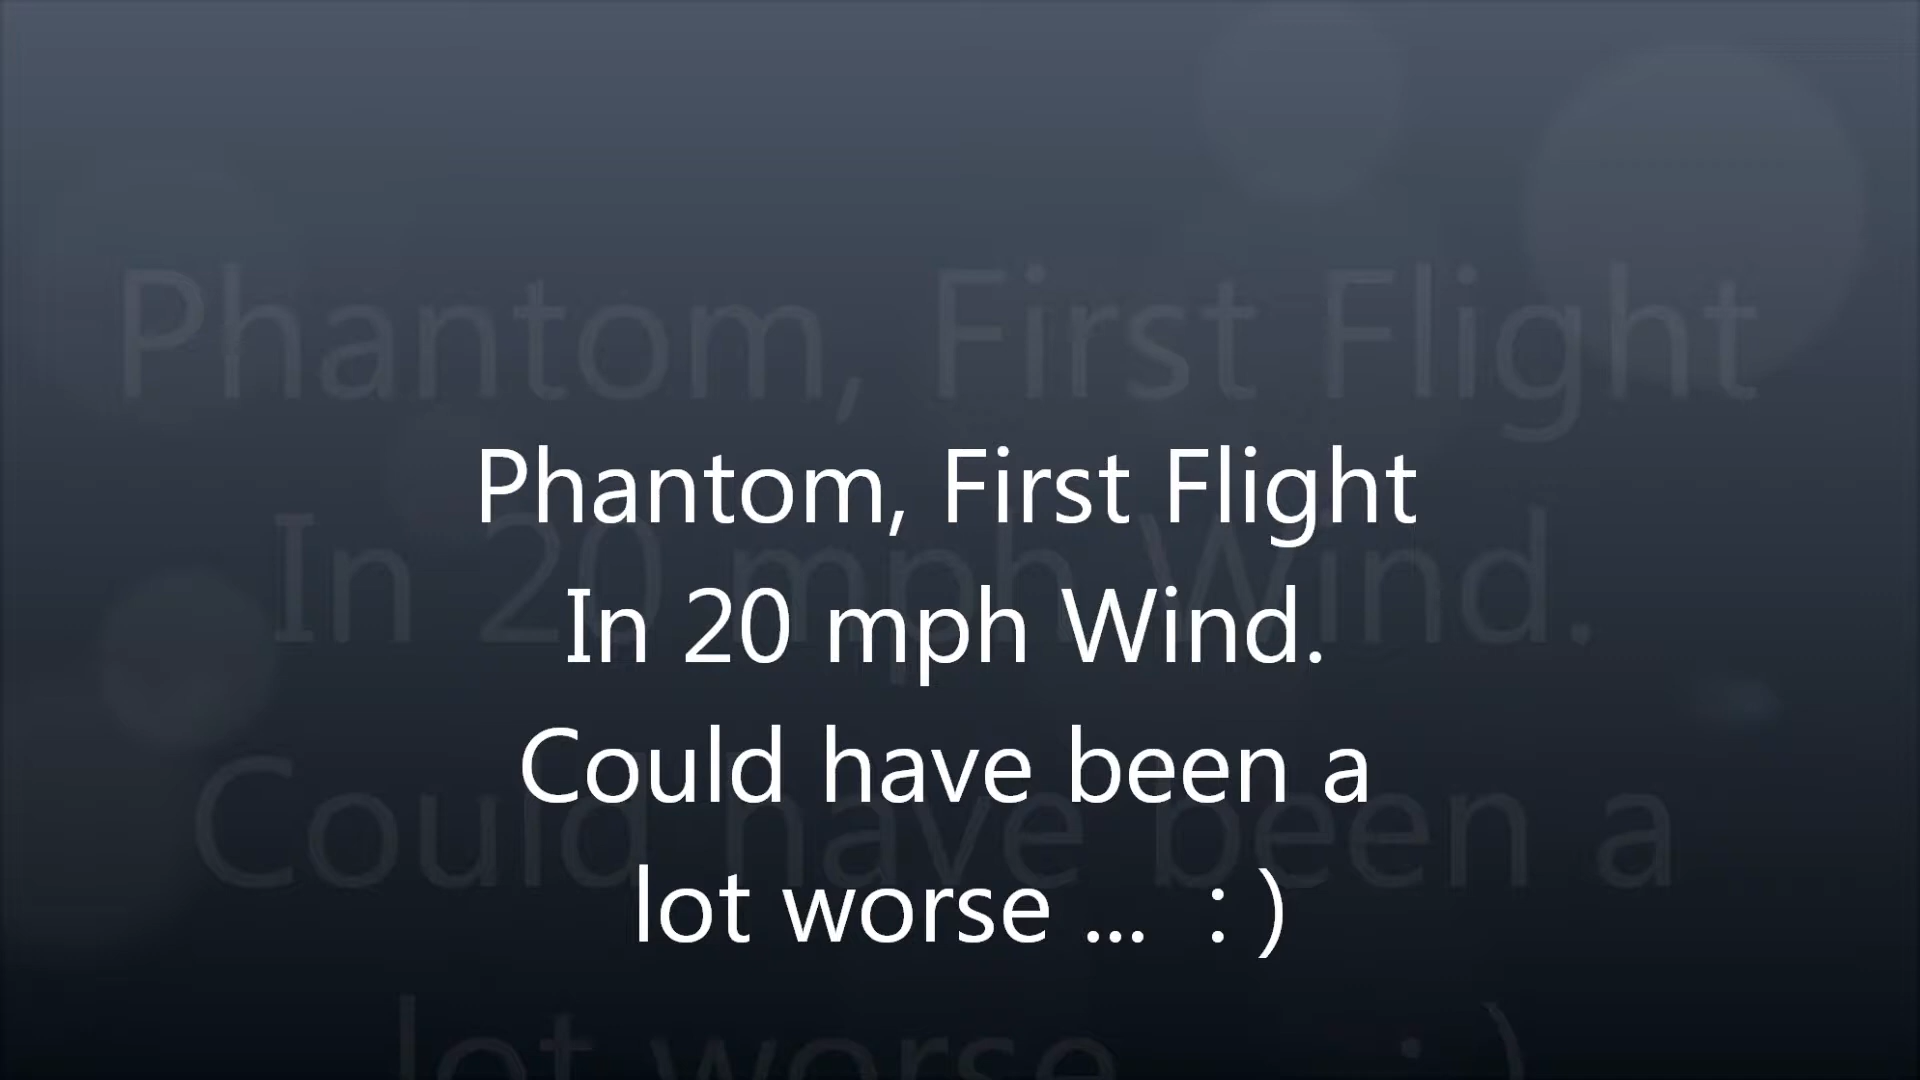 Phantom, First Flight
In 20 mph Wind.
Could have been a
lot worse ...  : )